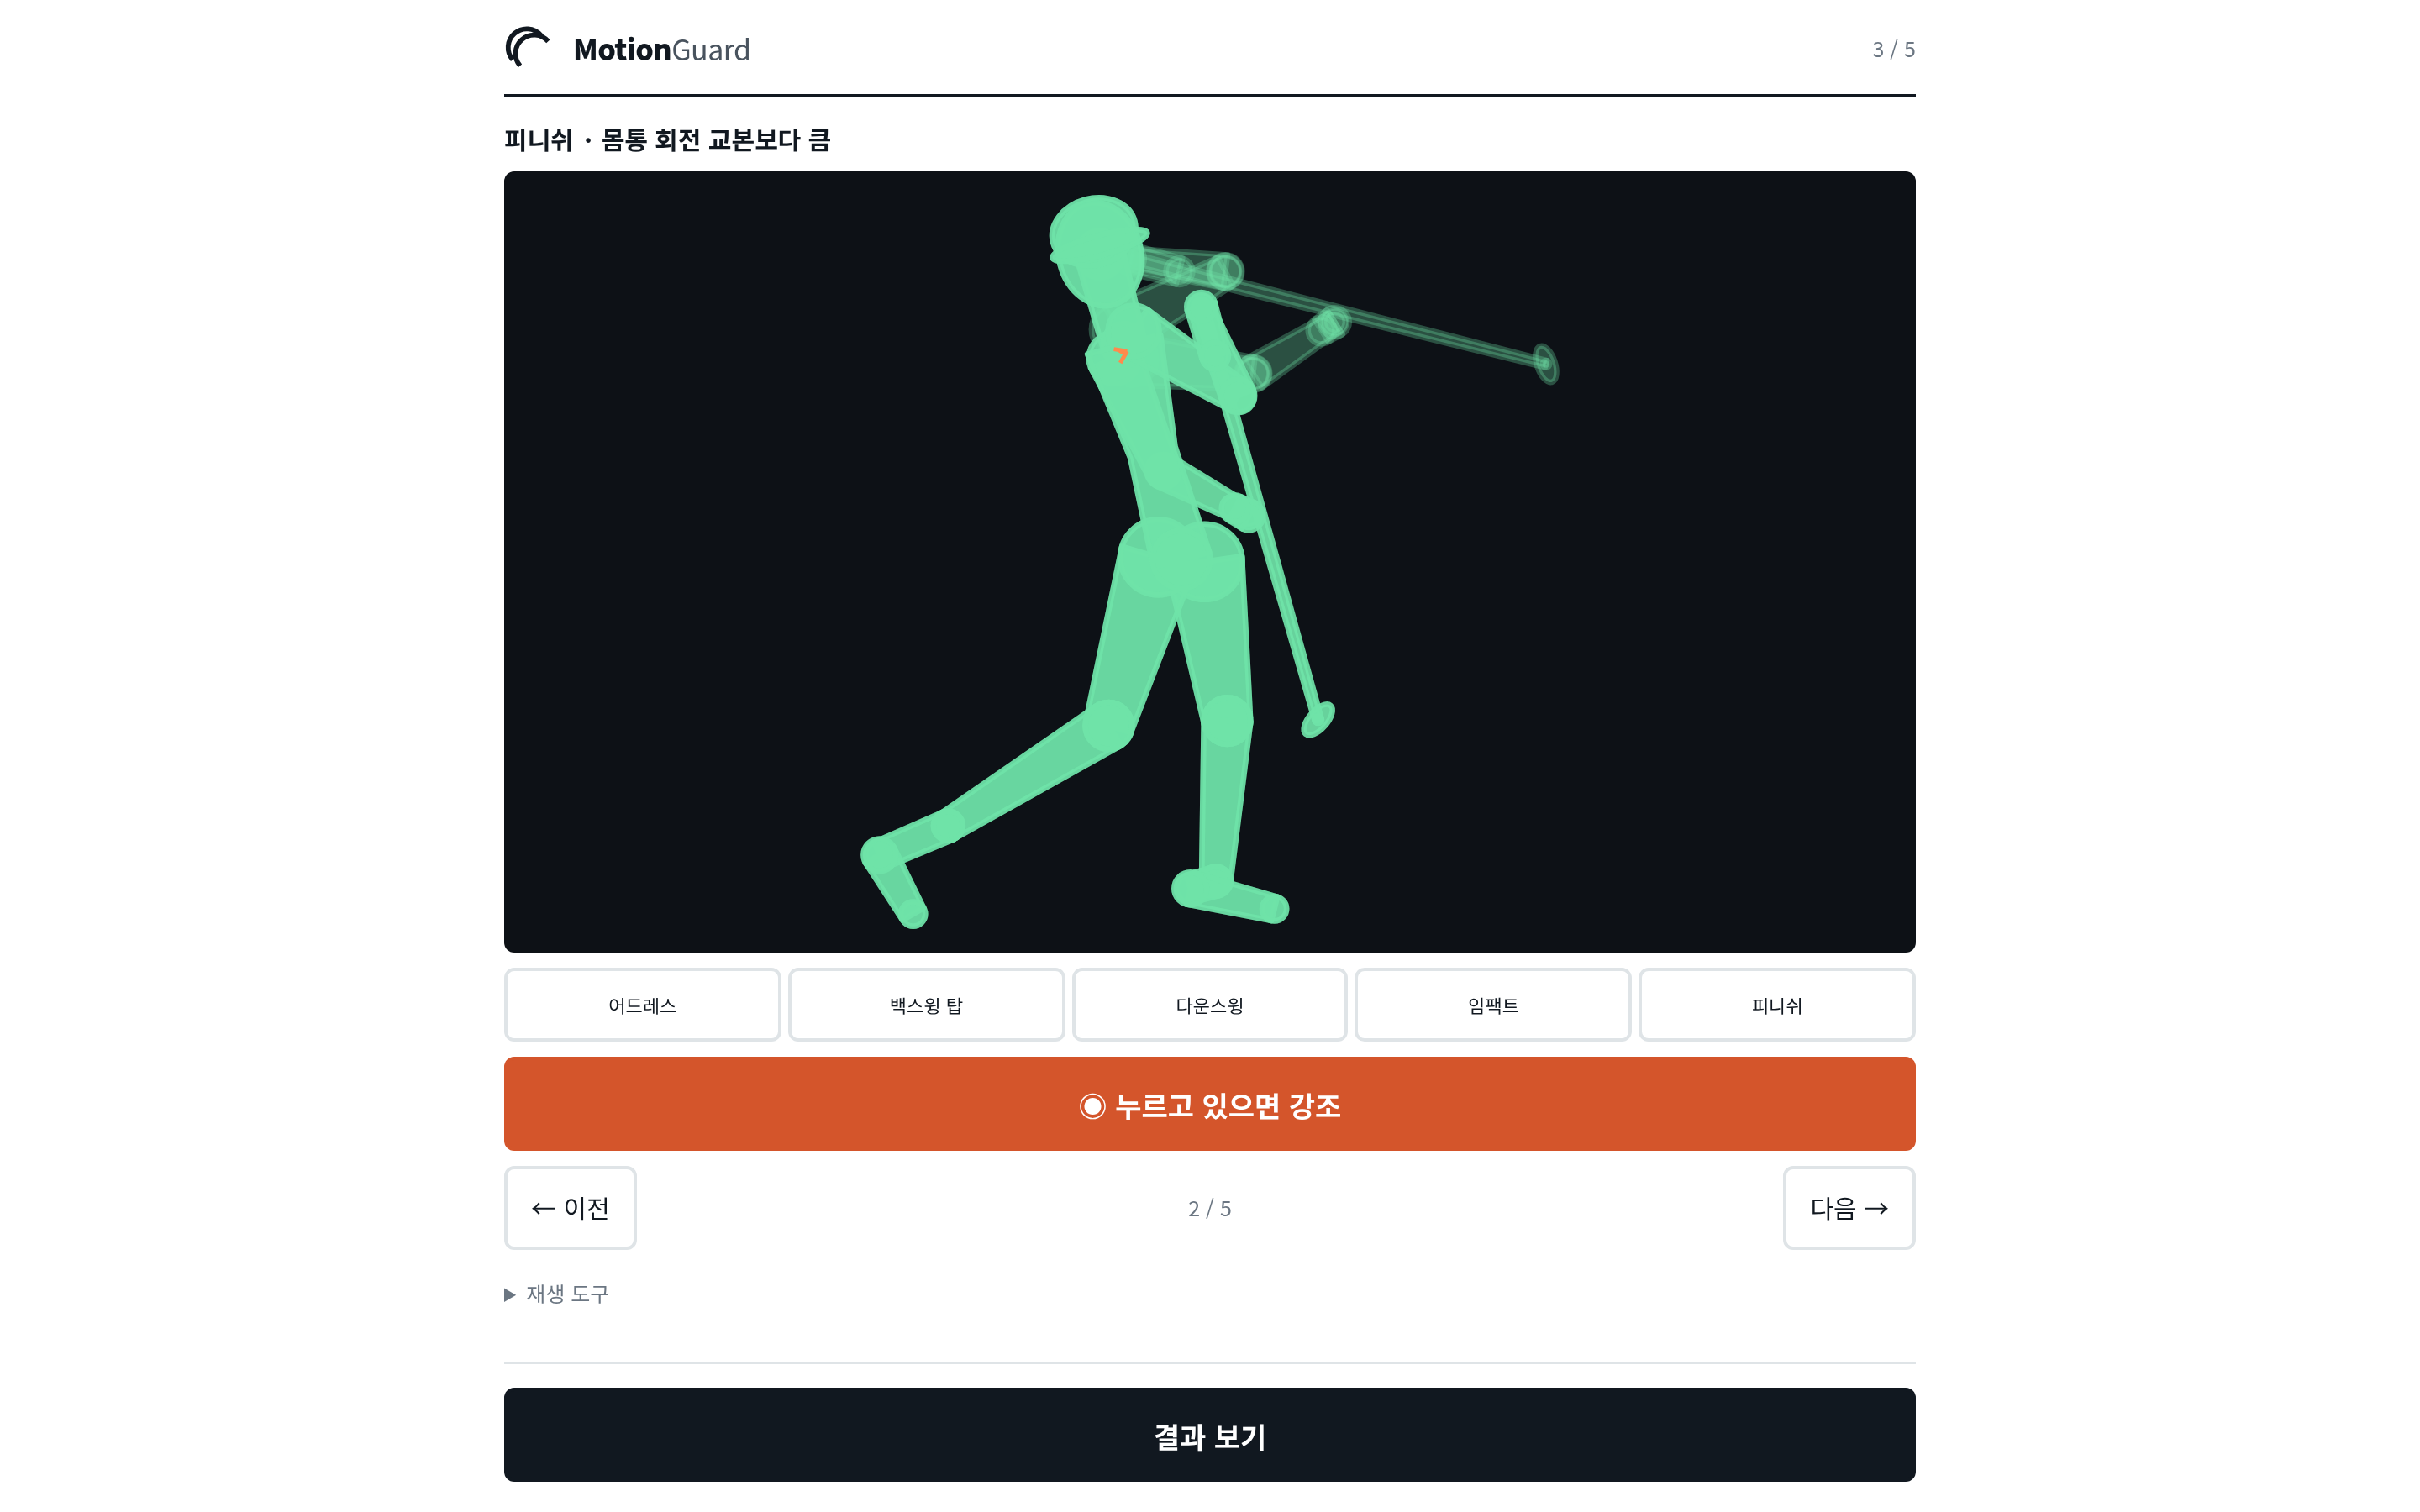 MotionGuard
3 / 5
피니쉬 · 몸통 회전 교본보다 큼
어드레스
백스윙 탑
다운스윙
임팩트
피니쉬
◉ 누르고 있으면 강조
← 이전
2 / 5
다음 →
▶ 재생 도구
결과 보기